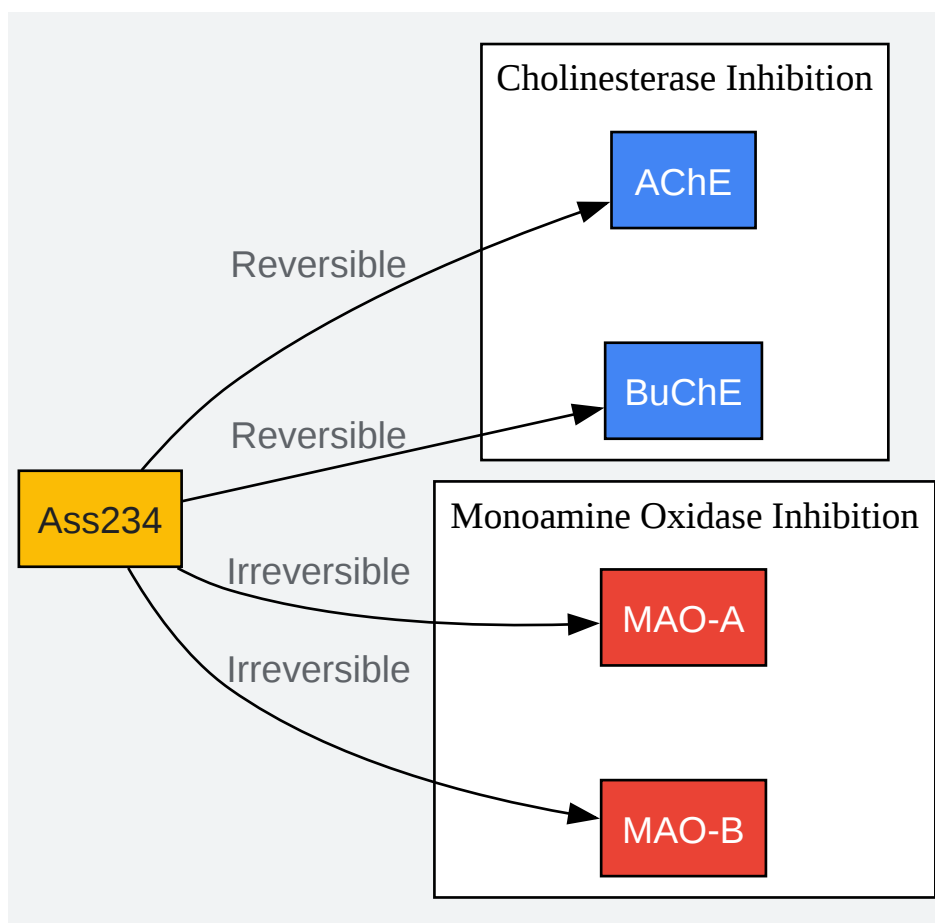 Cholinesterase Inhibition
AChE
Reversible
BuChE
Reversible
Ass234
Monoamine Oxidase Inhibition
Irreversible
MAO-A
Irreversible
MAO-B